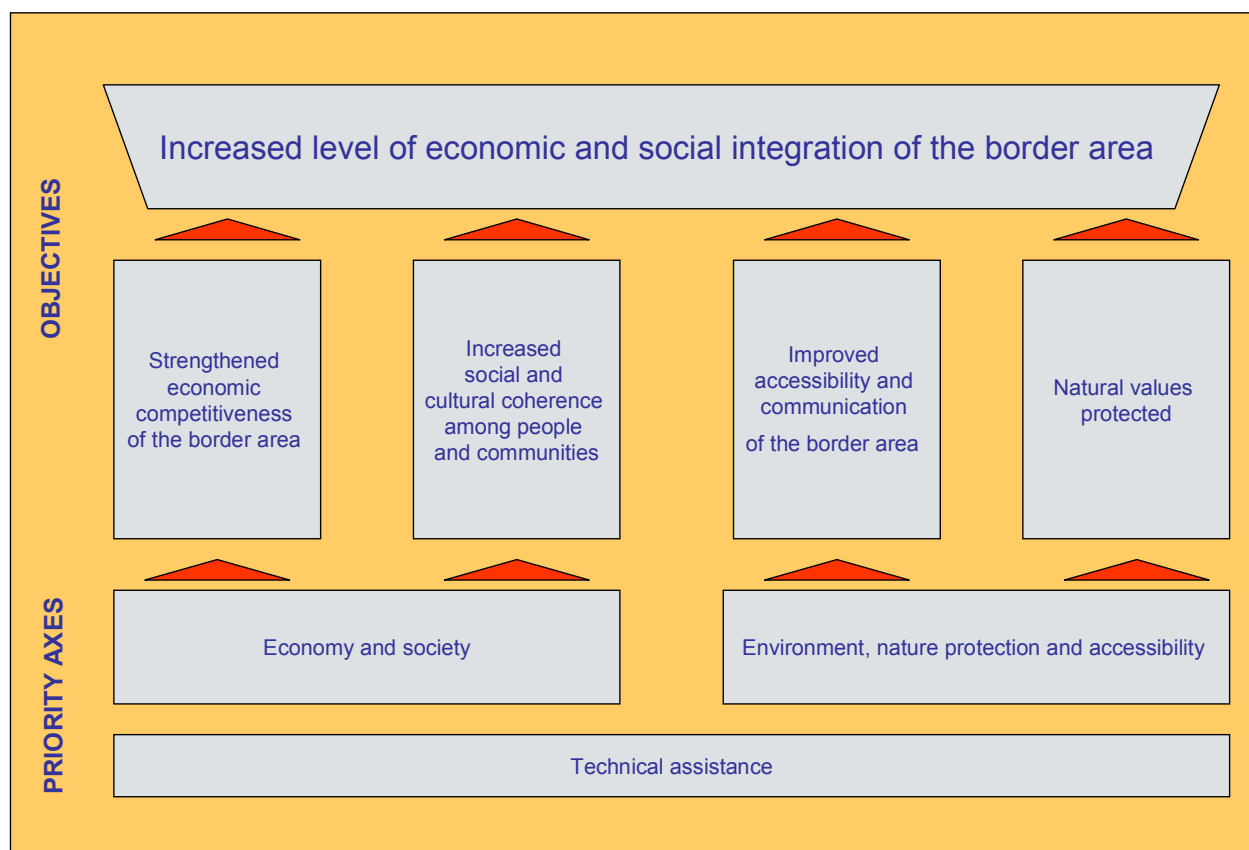 OBJECTIVES
Increased level of economic and social integration of the border area
Strengthened
economic
competitiveness
of the border area
Increased
social and
cultural coherence
among people
and communities
Improved
accessibility and
communication
of the border area
Natural values
protected
PRIORITY AXES
Economy and society
Environment, nature protection and accessibility
Technical assistance